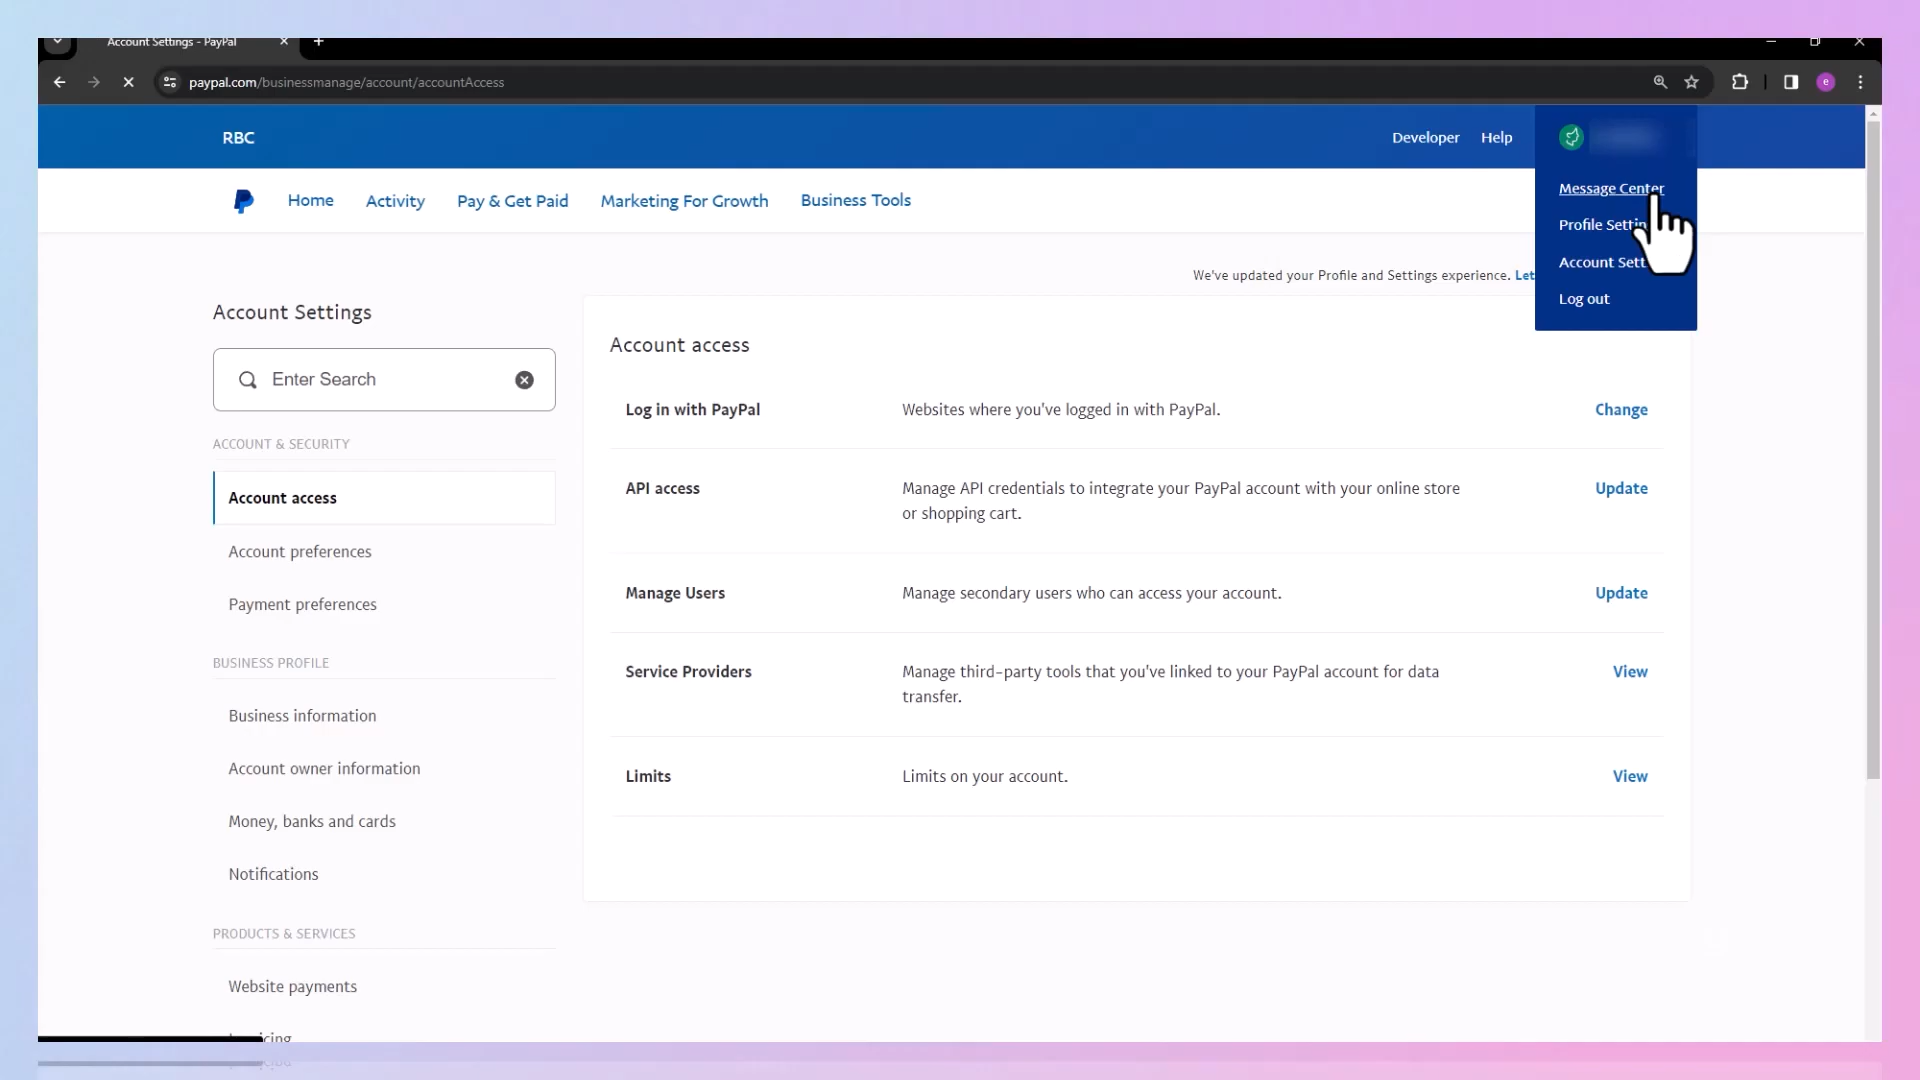 Account Settings - PayPal
paypal.com/businessmanage/account/accountAccess
e
RBC
Developer
Help
Message Center
Profile Settin
Account Sett
Log out
Home
Activity
Pay & Get Paid
Marketing For Growth
Business Tools
We've updated your Profile and Settings experience. Let
Account Settings
Enter Search
ACCOUNT & SECURITY
Account access
Account preferences
Payment preferences
BUSINESS PROFILE
Business information
Account owner information
Money, banks and cards
Notifications
PRODUCTS & SERVICES
Website payments
Account access
Log in with PayPal
Websites where you've logged in with PayPal.
Change
API access
Manage API credentials to integrate your PayPal account with your online store
or shopping cart.
Update
Manage Users
Manage secondary users who can access your account.
Update
Service Providers
Manage third-party tools that you've linked to your PayPal account for data
transfer.
View
Limits
Limits on your account.
View